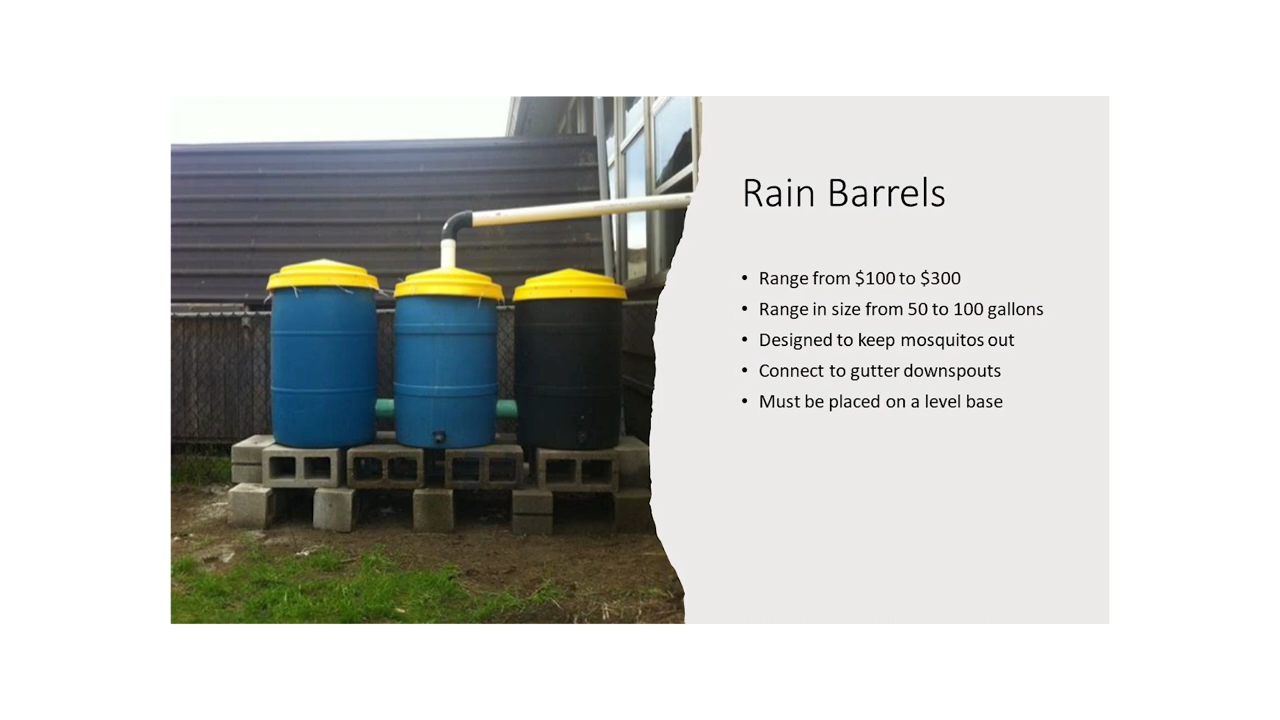 Rain Barrels
• Range from $100 to $300
• Range in size from 50 to 100 gallons
• Designed to keep mosquitos out
• Connect to gutter downspouts
• Must be placed on a level base